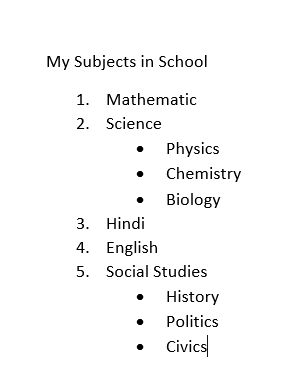 My Subjects in School
1. Mathematic
2. Science
• Physics
• Chemistry
• Biology
3. Hindi
4. English
5. Social Studies
• History
• Politics
• Civics